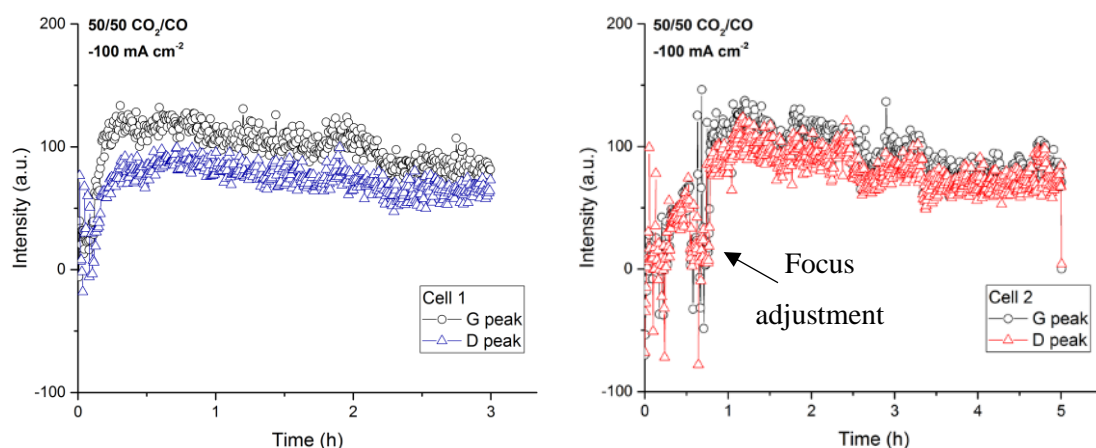 200
100
0
-100
Intensity (a.u.)
50/50 CO₂/CO
-100 mA cm⁻²
Cell 1
G peak
D peak
0 1 2 3
Time (h)
200
100
0
-100
Intensity (a.u.)
50/50 CO₂/CO
-100 mA cm⁻²
Focus
adjustment
Cell 2
G peak
D peak
0 1 2 3 4 5
Time (h)